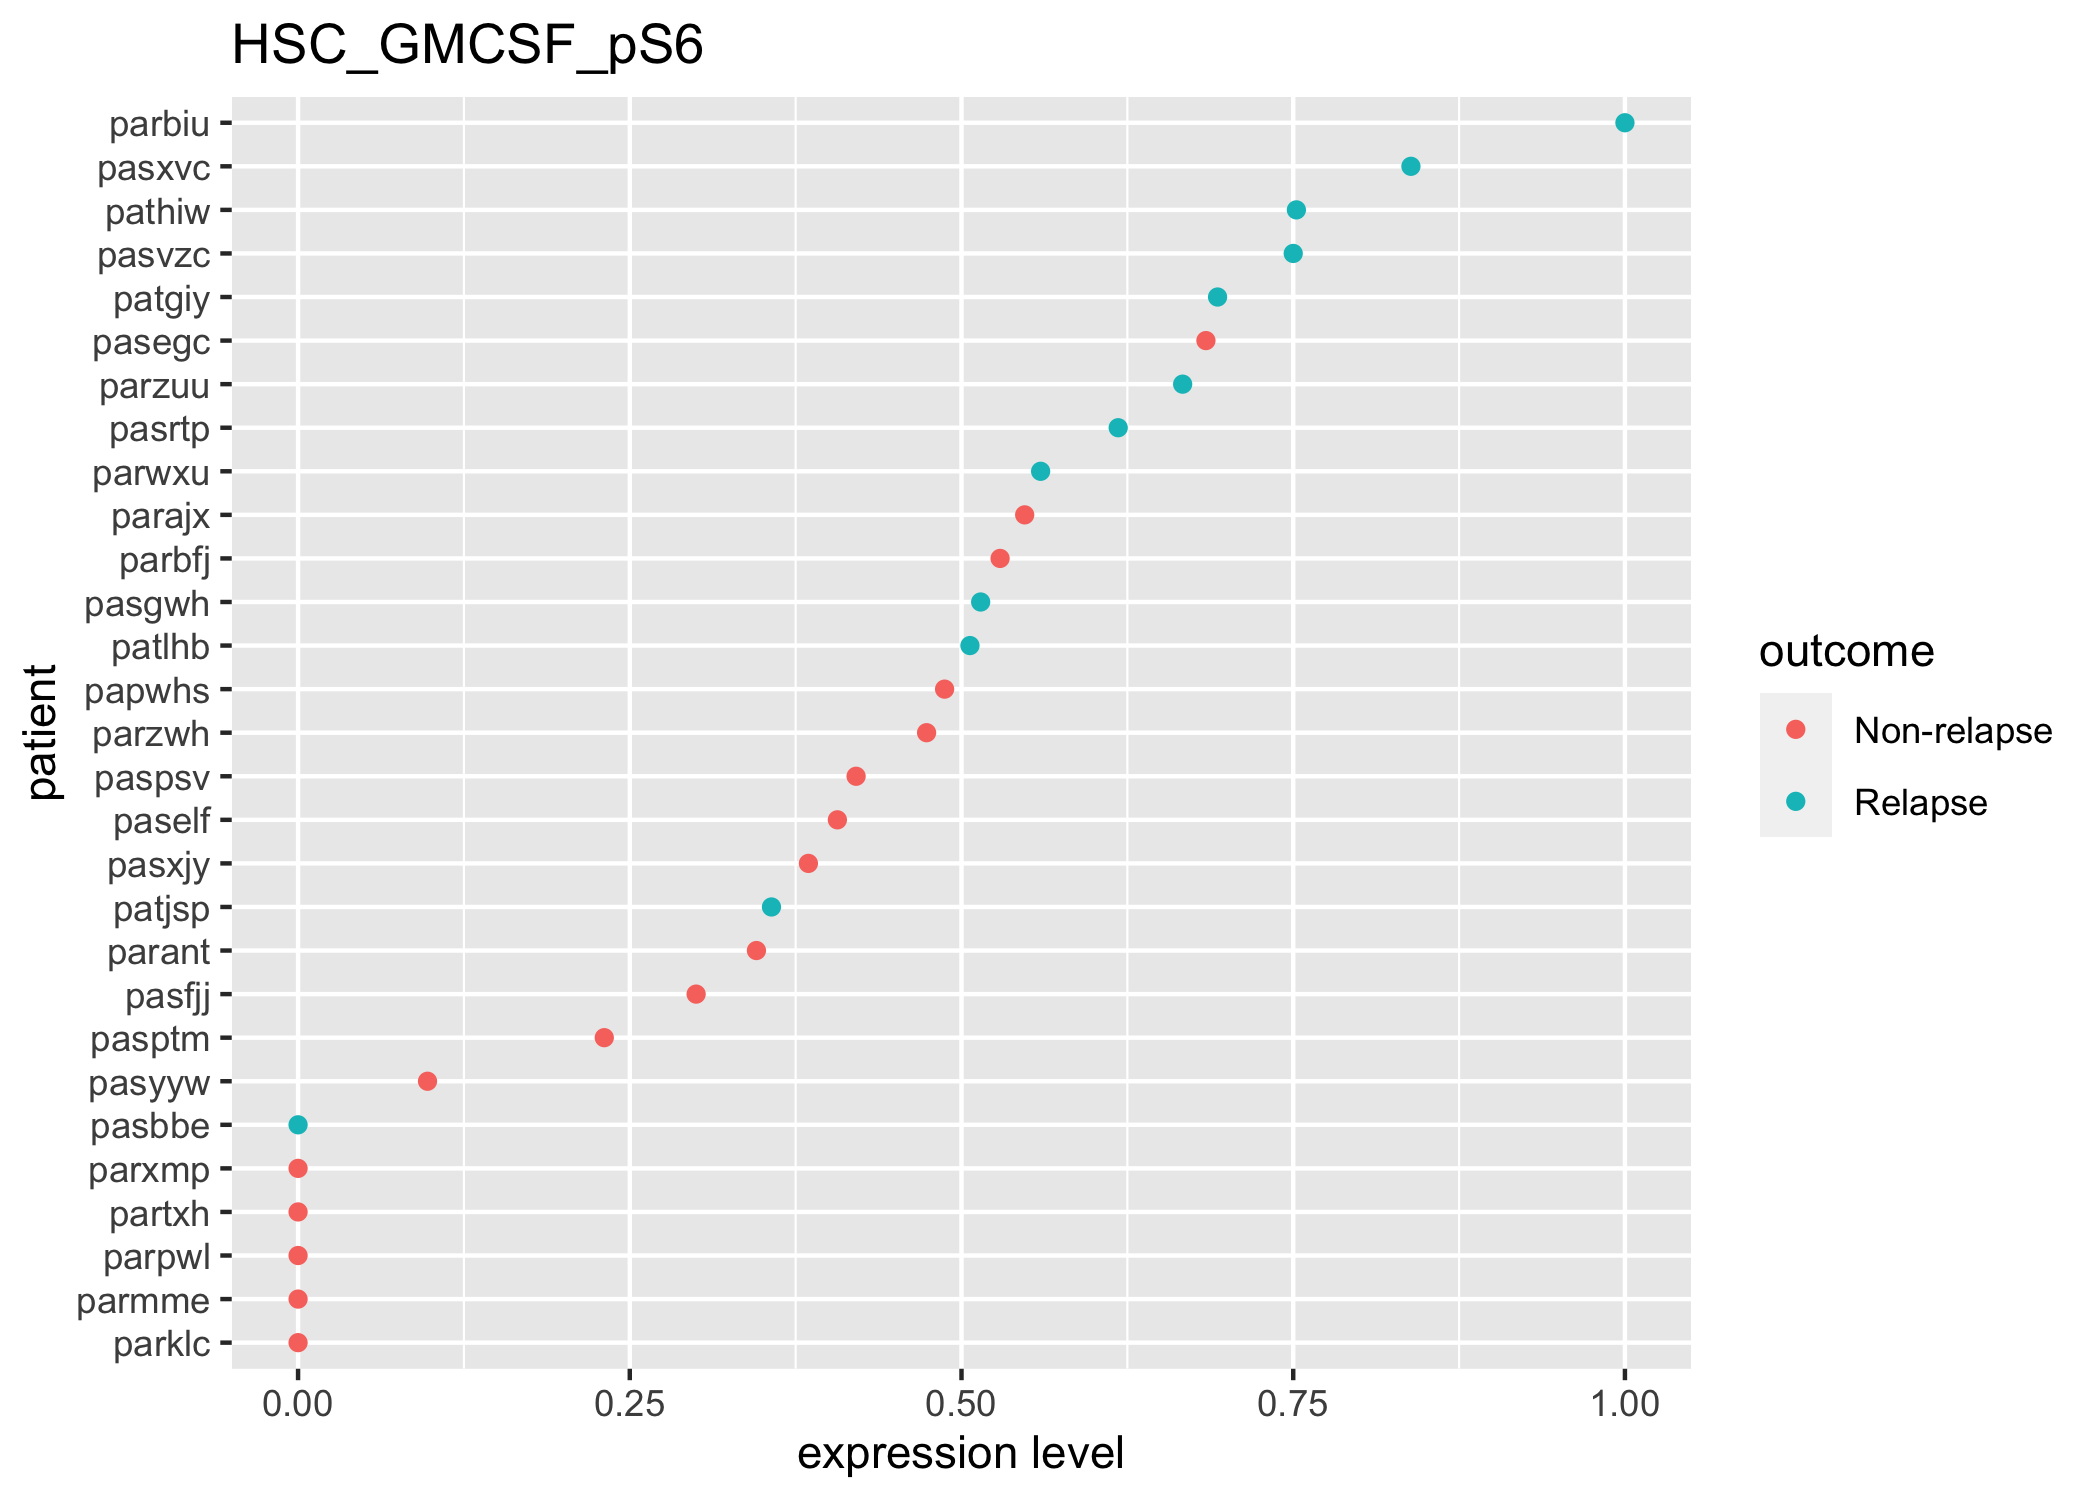 HSC_GMCSF_pS6
parbiu
pasxvc
pathiw
pasvzc
patgiy
pasegc
parzuu
pasrtp
parwxu
parajx
parbfj
pasgwh
patlhb
papwhs
parzwh
paspsv
paself
pasxjy
patjsp
parant
pasfjj
pasptm
pasyyw
pasbbe
parxmp
partxh
parpwl
parmme
parklc
patient
0.00 0.25 0.50 0.75 1.00
expression level
outcome
Non-relapse
Relapse